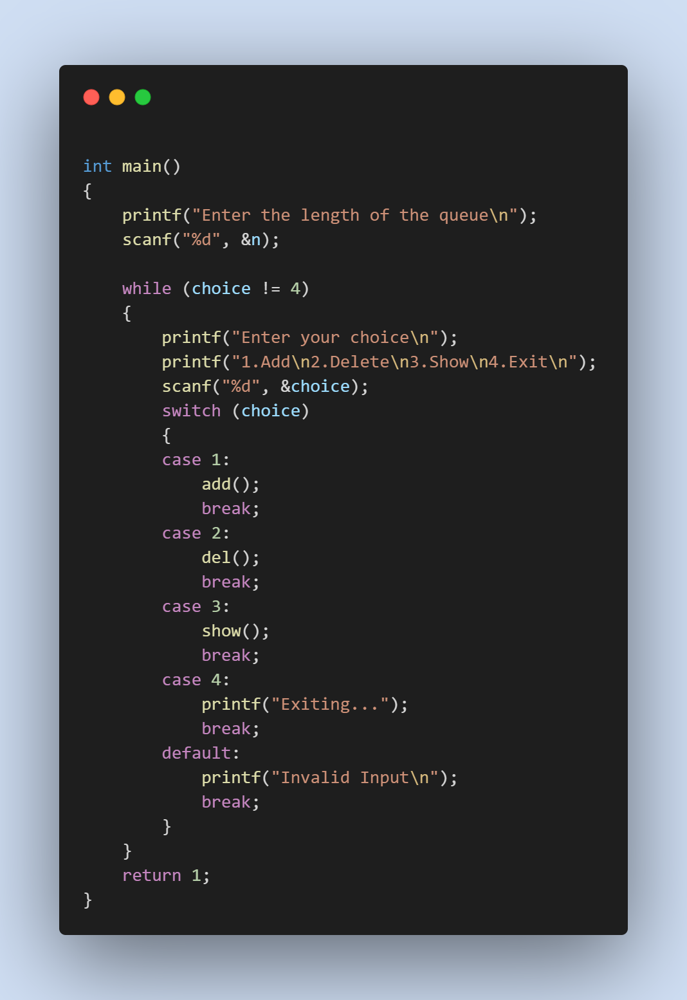 int main()
{
    printf("Enter the length of the queue\n");
    scanf("%d", &n);

    while (choice != 4)
    {
        printf("Enter your choice\n");
        printf("1.Add\n2.Delete\n3.Show\n4.Exit\n");
        scanf("%d", &choice);
        switch (choice)
        {
        case 1:
            add();
            break;
        case 2:
            del();
            break;
        case 3:
            show();
            break;
        case 4:
            printf("Exiting...");
            break;
        default:
            printf("Invalid Input\n");
            break;
        }
    }
    return 1;
}